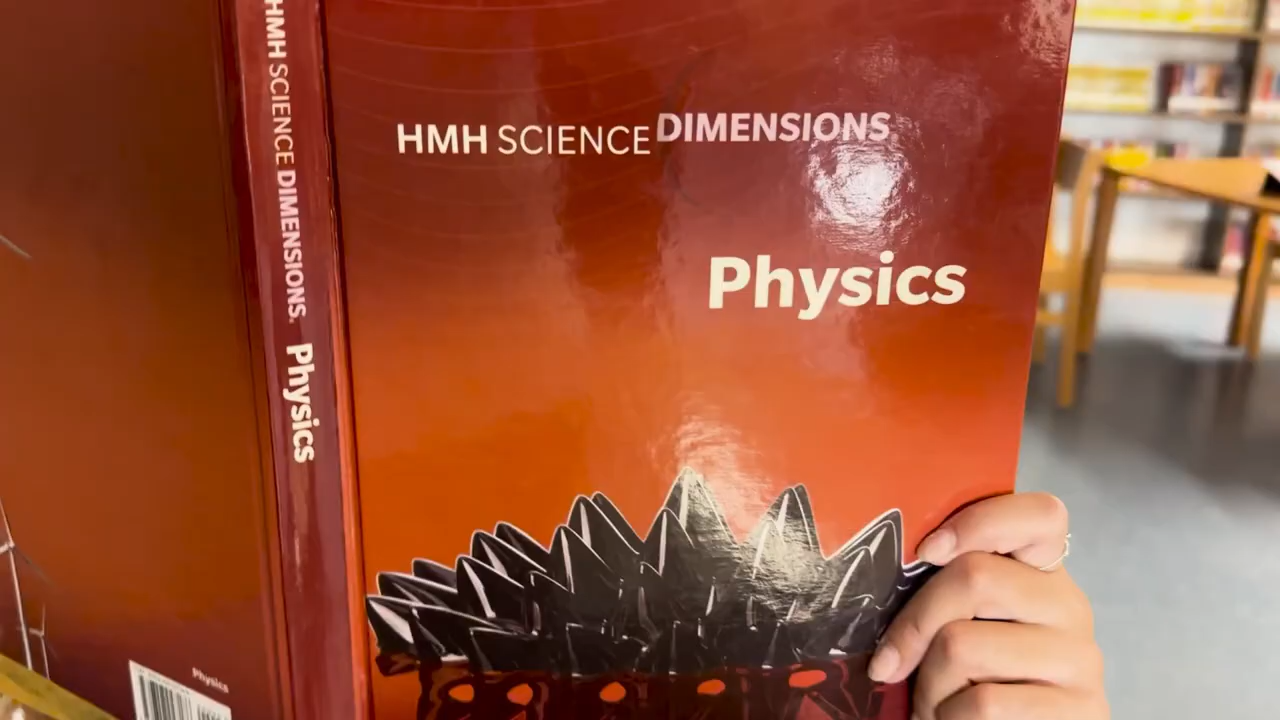 HMH SCIENCE DIMENSIONS. Physics
HMH SCIENCE DIMENSIONS
Physics
Physics